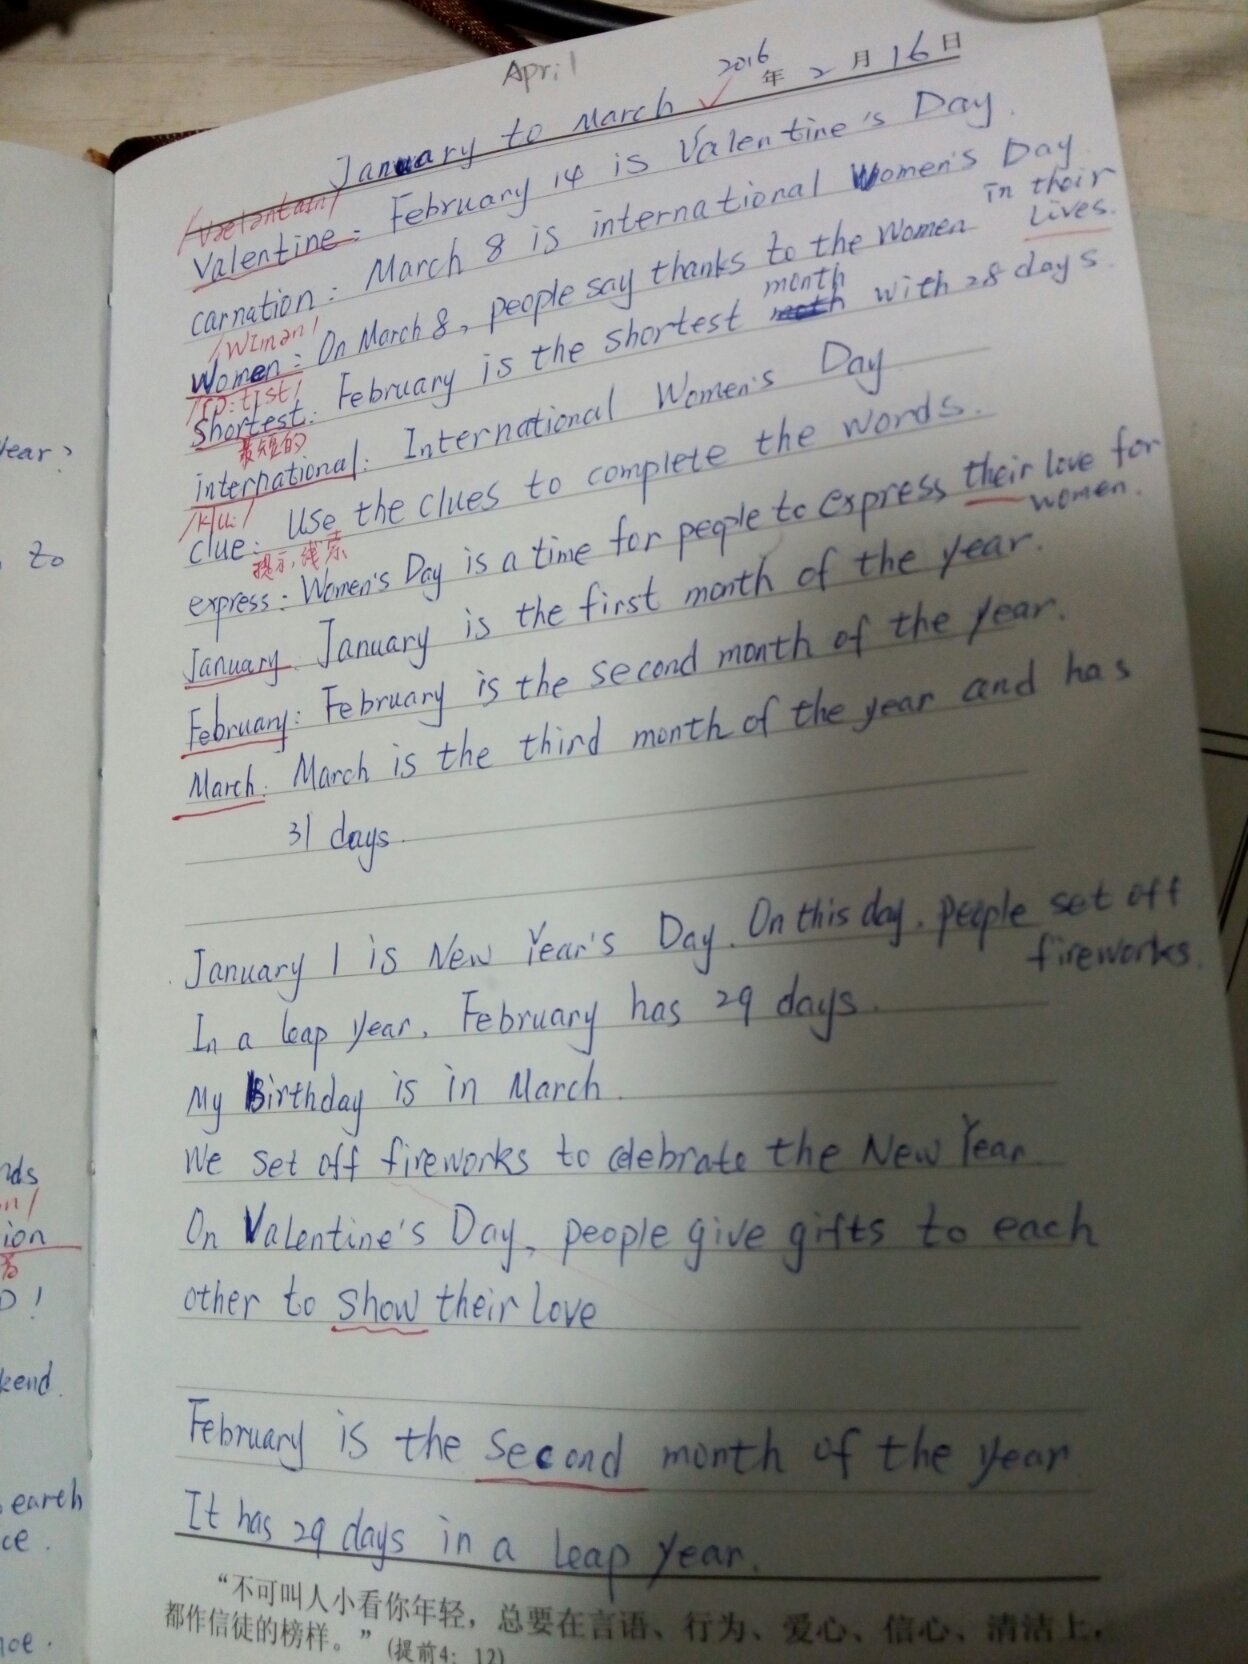 April
2016年2月16日
January to March
/væləntain/
Valentine: February 14 is Valentine's Day.
carnation: March 8 is international Women's Day
/wɪmən/
Women: On March 8, people say thanks to the women in their lives.
/ʃɔ:tɪst/
Shortest: February is the shortest month with 28 days.
最短的
international: International Women's Day
/klu:/
clue: Use the clues to complete the words.
提示,线索
express: Women's Day is a time for people to express their love for women.
January January is the first month of the year.
February: February is the second month of the year.
March: March is the third month of the year and has
31 days.
January 1 is New Year's Day. On this day, people set off
fireworks.
In a leap year, February has 29 days.
My Birthday is in March.
We set off fireworks to celebrate the New Year
On Valentine's Day, people give gifts to each
other to show their love
February is the second month of the year
It has 29 days in a leap year.
“不可叫人小看你年轻，总要在言语、行为、爱心、信心、清洁上，
都作信徒的榜样。”(提前4：12)
lear?
to
nds
ion
kend.
earth
ce.